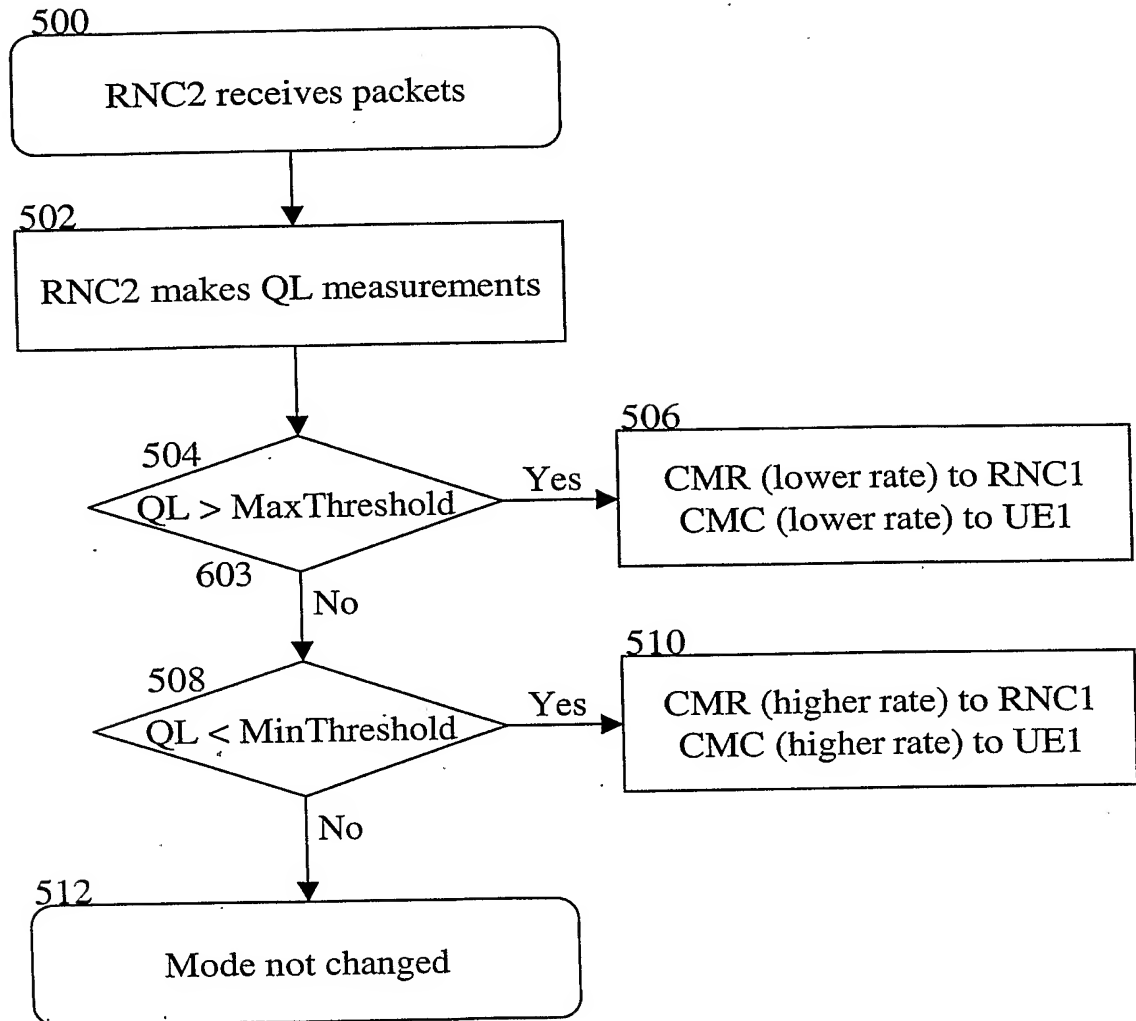 500
RNC2 receives packets
502
RNC2 makes QL measurements
504
QL > MaxThreshold
Yes
506
CMR (lower rate) to RNC1
CMC (lower rate) to UE1
603
No
508
QL < MinThreshold
Yes
510
CMR (higher rate) to RNC1
CMC (higher rate) to UE1
No
512
Mode not changed